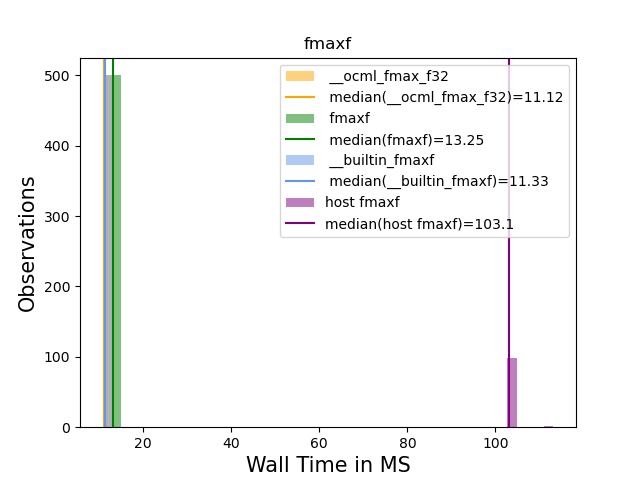 fmaxf
500
400
300
200
100
0
Observations
__ocml_fmax_f32
median(__ocml_fmax_f32)=11.12
fmaxf
median(fmaxf)=13.25
__builtin_fmaxf
median(__builtin_fmaxf)=11.33
host fmaxf
median(host fmaxf)=103.1
20 40 60 80 100
Wall Time in MS